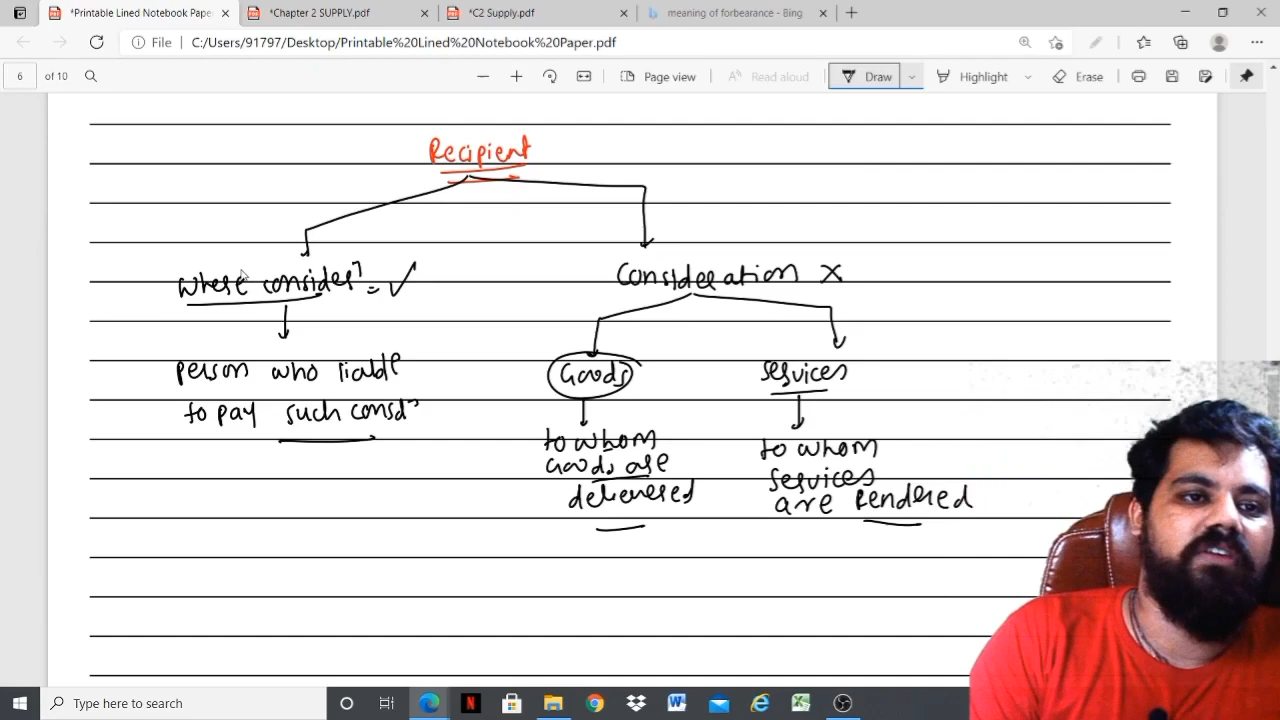 *Printable Lined Notebook Pape
*Chapter 2 SUPPLY.pdf
*C2 Supply.pdf
meaning of forbearance - Bing
File
C:/Users/91797/Desktop/Printable%20Lined%20Notebook%20Paper.pdf
6 of 10
Page view
Read aloud
Draw
Highlight
Erase
Recipient
where consider = ✓
Consideration X
person who liable
to pay such consd
Goods
services
to whom
Goods are
delievered
to whom
services
are Rendered
Type here to search